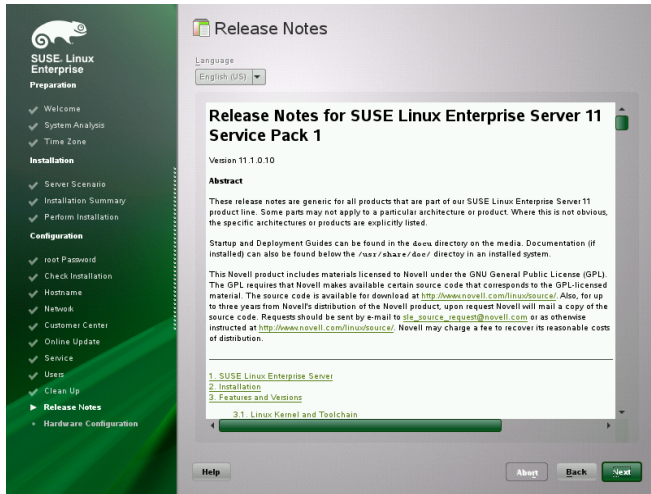 SUSE. Linux
Enterprise
Preparation
Welcome
System Analysis
Time Zone
Installation
Server Scenario
Installation Summary
Perform Installation
Configuration
root Password
Check Installation
Hostname
Network
Customer Center
Online Update
Service
Users
Clean Up
Release Notes
Hardware Configuration
Release Notes
Language
English (US)
Release Notes for SUSE Linux Enterprise Server 11
Service Pack 1
Version 11.1.0.10
Abstract
These release notes are generic for all products that are part of our SUSE Linux Enterprise Server 11
product line. Some parts may not apply to a particular architecture or product. Where this is not obvious,
the specific architectures or products are explicitly listed.
Startup and Deployment Guides can be found in the docu directory on the media. Documentation (if
installed) can also be found below the /usr/share/doc/ directory in an installed system.
This Novell product includes materials licensed to Novell under the GNU General Public License (GPL).
The GPL requires that Novell makes available certain source code that corresponds to the GPL-licensed
material. The source code is available for download at http://www.novell.com/linux/source/. Also, for up
to three years from Novell's distribution of the Novell product, upon request Novell will mail a copy of the
source code. Requests should be sent by e-mail to sle_source_request@novell.com or as otherwise
instructed at http://www.novell.com/linux/source/. Novell may charge a fee to recover its reasonable costs
of distribution.
1. SUSE Linux Enterprise Server
2. Installation
3. Features and Versions
3.1. Linux Kernel and Toolchain
Help
Abort
Back
Next